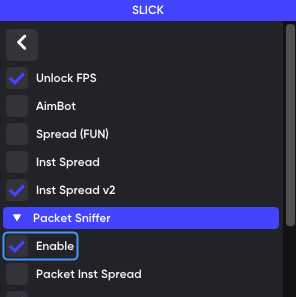 SLICK
Unlock FPS
AimBot
Spread (FUN)
Inst Spread
Inst Spread v2
Packet Sniffer
Enable
Packet Inst Spread